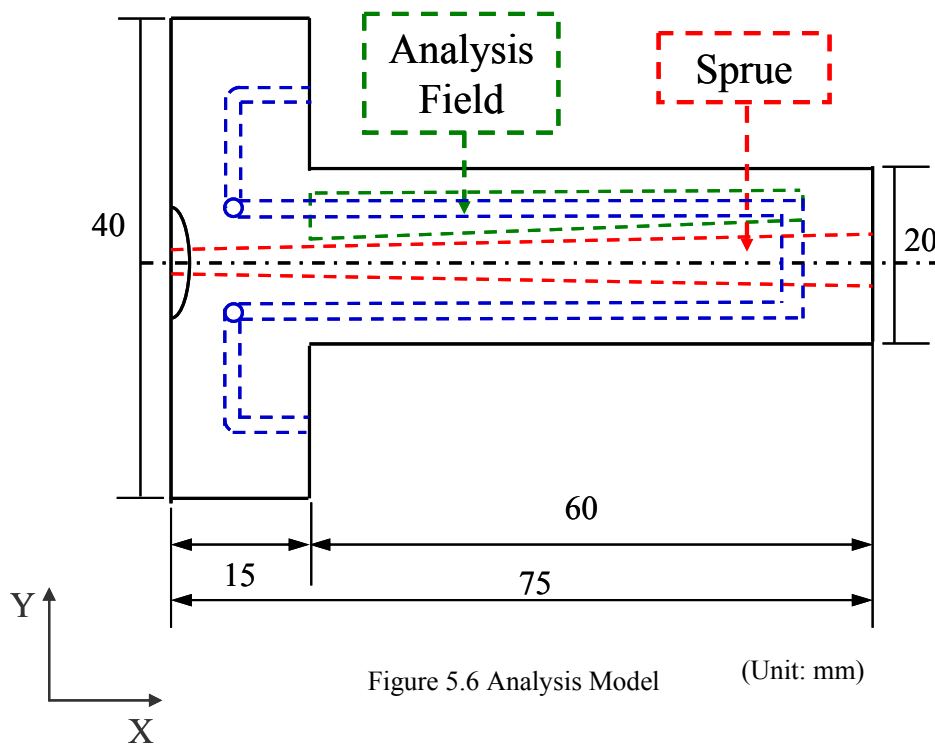 Analysis
Field
Sprue
40
20
60
15
75
Y
X
Figure 5.6 Analysis Model
(Unit: mm)